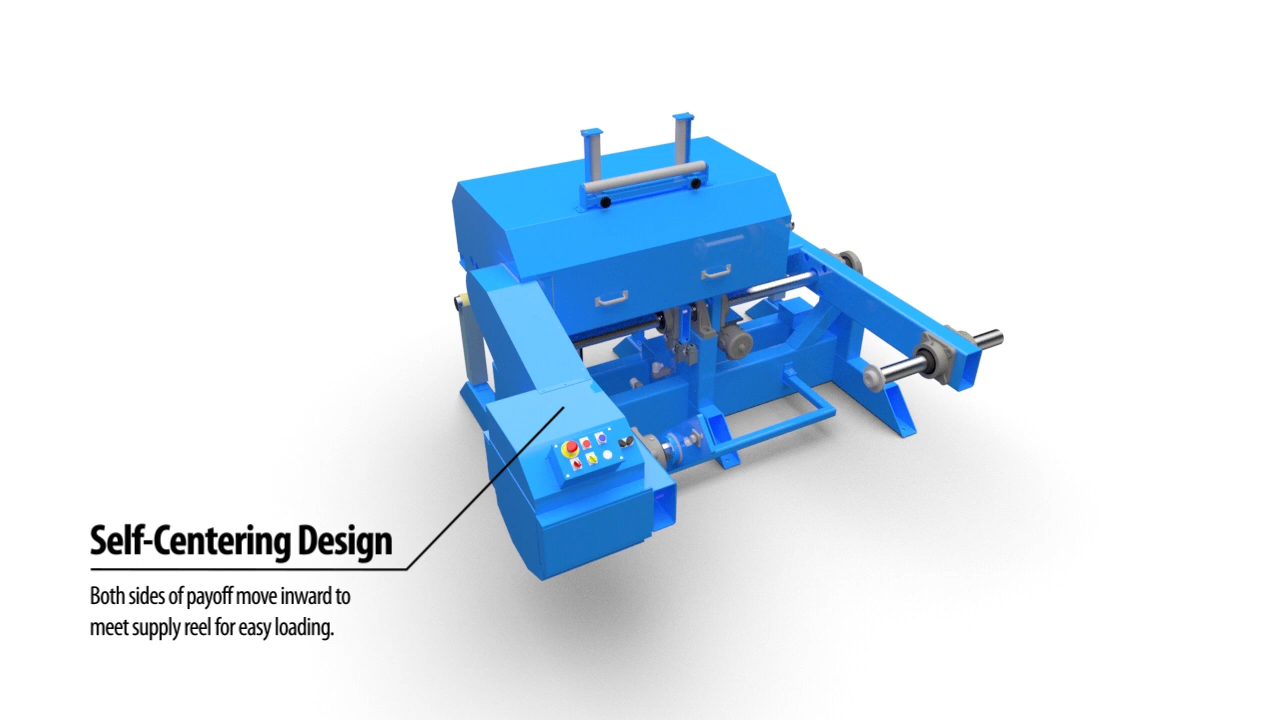 Self-Centering Design
Both sides of payoff move inward to
meet supply reel for easy loading.